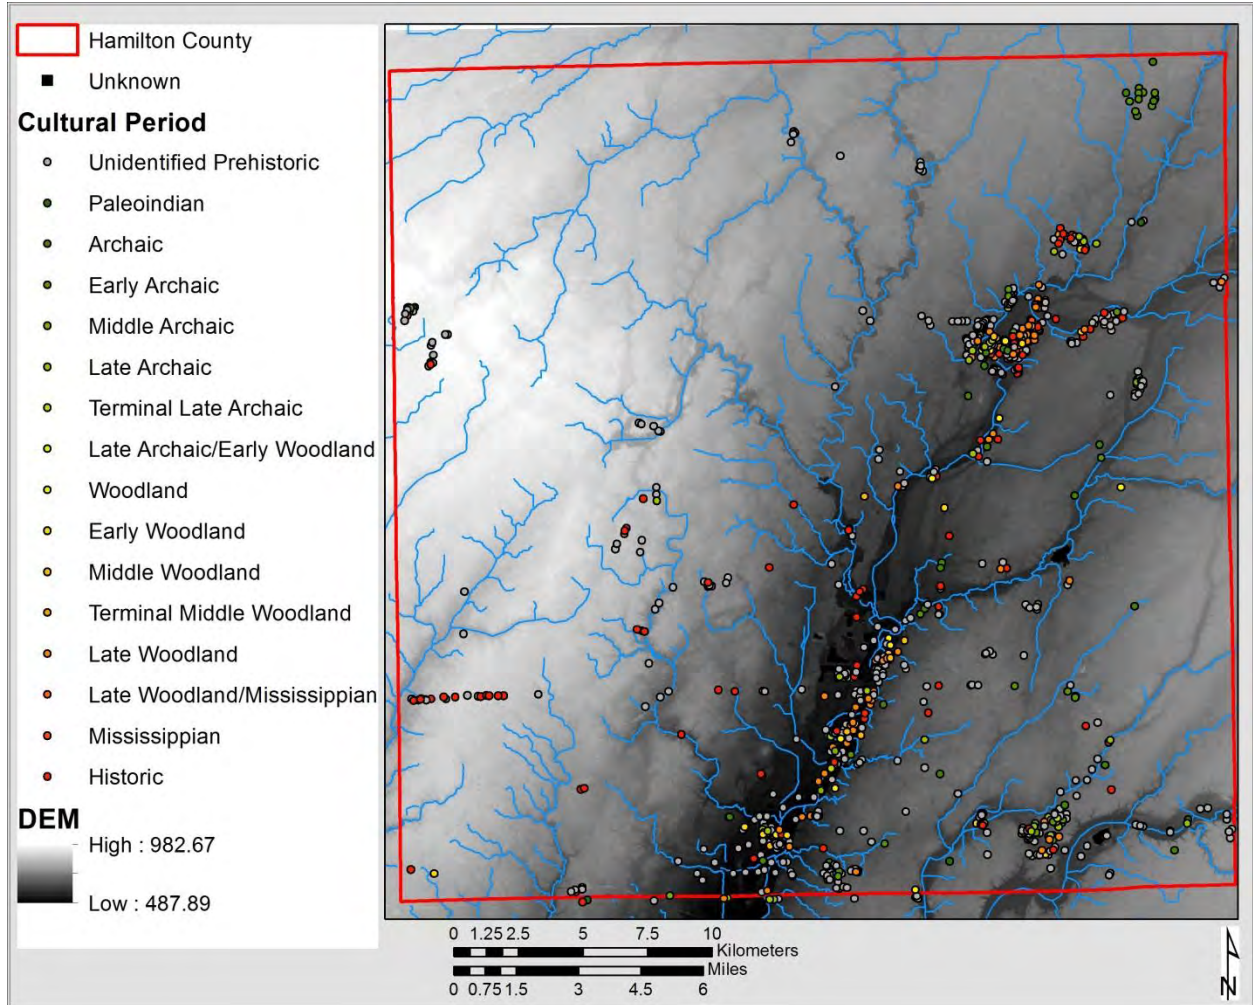 Hamilton County
Unknown
Cultural Period
Unidentified Prehistoric
Paleoindian
Archaic
Early Archaic
Middle Archaic
Late Archaic
Terminal Late Archaic
Late Archaic/Early Woodland
Woodland
Early Woodland
Middle Woodland
Terminal Middle Woodland
Late Woodland
Late Woodland/Mississippian
Mississippian
Historic
DEM
High : 982.67
Low : 487.89
0 1.25 2.5 5 7.5 10
Kilometers
Miles
0 0.75 1.5 3 4.5 6
N